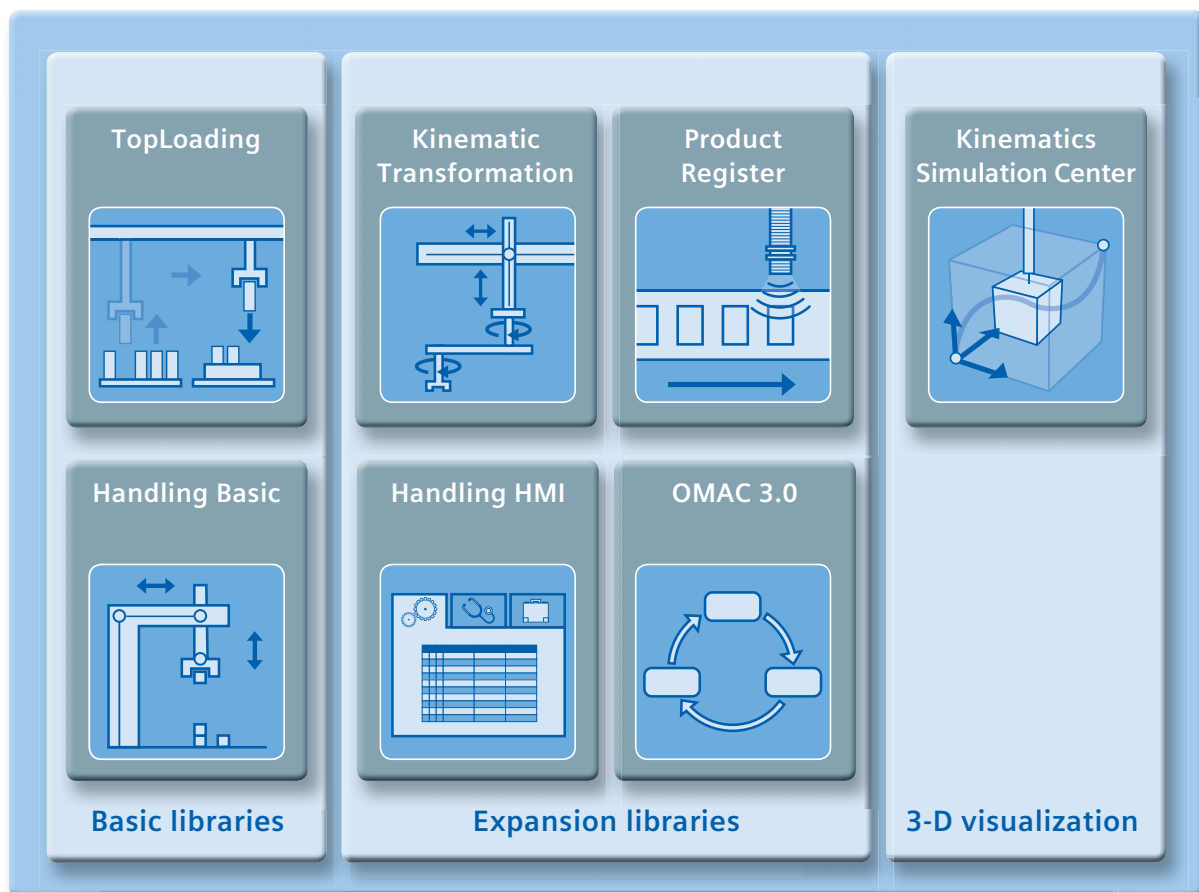 TopLoading
Kinematic
Transformation
Product
Register
Kinematics
Simulation Center
Handling Basic
Handling HMI
OMAC 3.0
Basic libraries
Expansion libraries
3-D visualization